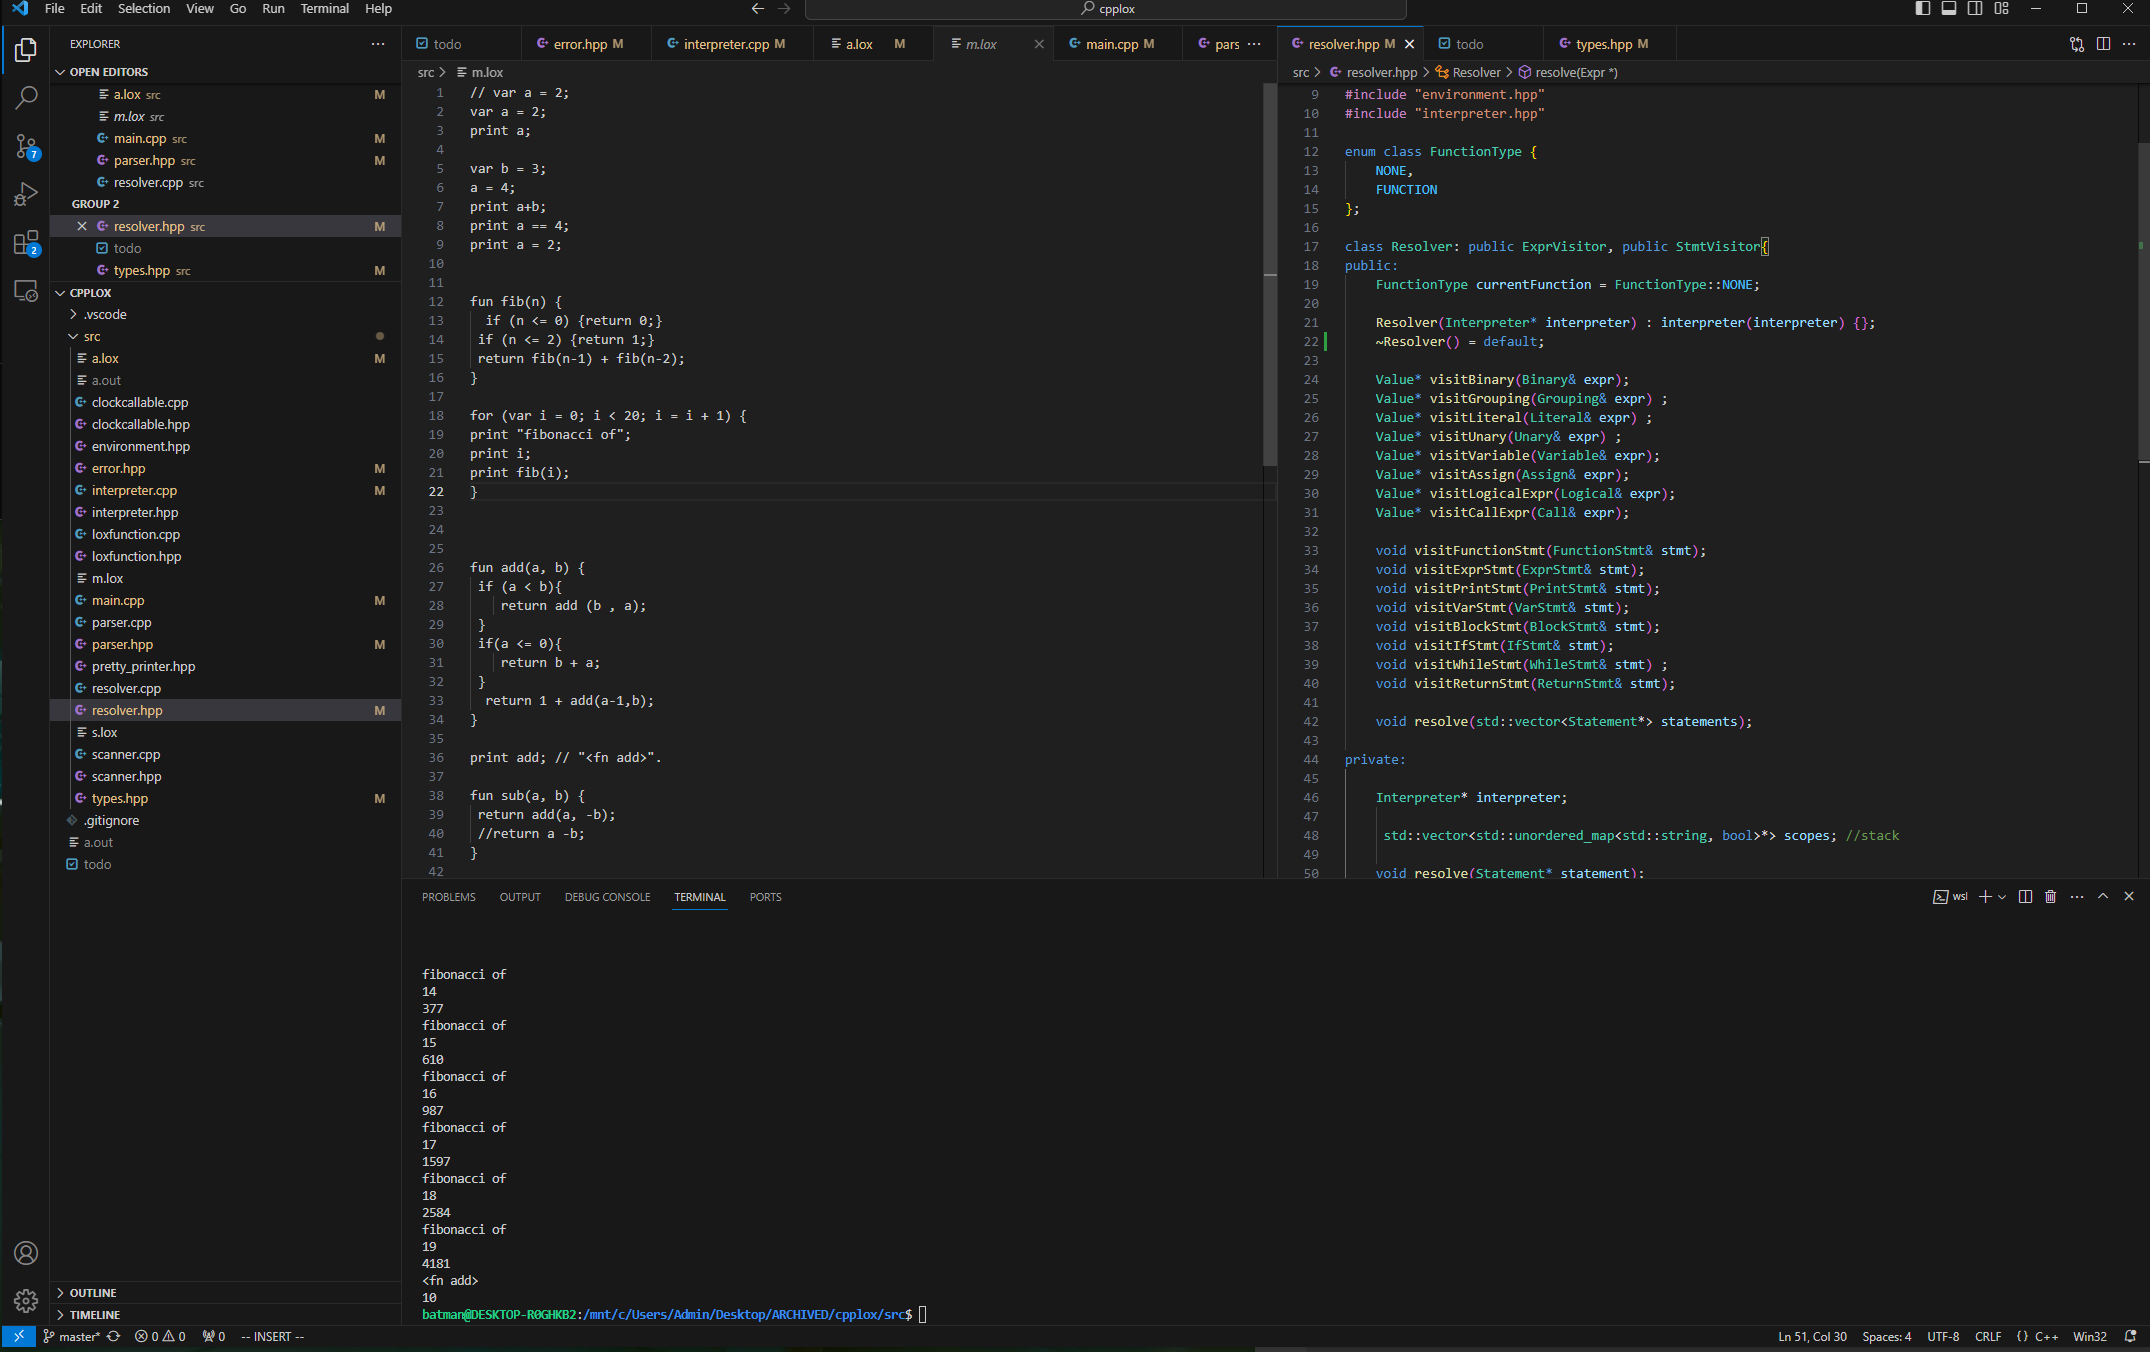 File Edit Selection View Go Run Terminal Help
cpplox
EXPLORER
OPEN EDITORS
a.lox src M
m.lox src
main.cpp src M
parser.hpp src M
resolver.cpp src
GROUP 2
resolver.hpp src M
todo
types.hpp src M
CPPLOX
.vscode
src
a.lox M
a.out
clockcallable.cpp
clockcallable.hpp
environment.hpp
error.hpp M
interpreter.cpp M
interpreter.hpp
loxfunction.cpp
loxfunction.hpp
m.lox
main.cpp M
parser.cpp
parser.hpp M
pretty_printer.hpp
resolver.cpp
resolver.hpp M
s.lox
scanner.cpp
scanner.hpp
types.hpp M
.gitignore
a.out
todo
OUTLINE
TIMELINE
7
2
todo error.hpp M interpreter.cpp M a.lox M m.lox main.cpp M pars
src > m.lox
1 // var a = 2;
2 var a = 2;
3 print a;
4
5 var b = 3;
6 a = 4;
7 print a+b;
8 print a == 4;
9 print a = 2;
10
11
12 fun fib(n) {
13 if (n <= 0) {return 0;}
14 if (n <= 2) {return 1;}
15 return fib(n-1) + fib(n-2);
16 }
17
18 for (var i = 0; i < 20; i = i + 1) {
19 print "fibonacci of";
20 print i;
21 print fib(i);
22 }
23
24
25
26 fun add(a, b) {
27 if (a < b){
28 return add (b , a);
29 }
30 if(a <= 0){
31 return b + a;
32 }
33 return 1 + add(a-1,b);
34 }
35
36 print add; // "<fn add>".
37
38 fun sub(a, b) {
39 return add(a, -b);
40 //return a -b;
41 }
42
resolver.hpp M todo types.hpp M
src > resolver.hpp > Resolver > resolve(Expr *)
9 #include "environment.hpp"
10 #include "interpreter.hpp"
11
12 enum class FunctionType {
13 NONE,
14 FUNCTION
15 };
16
17 class Resolver: public ExprVisitor, public StmtVisitor{
18 public:
19 FunctionType currentFunction = FunctionType::NONE;
20
21 Resolver(Interpreter* interpreter) : interpreter(interpreter) {};
22 ~Resolver() = default;
23
24 Value* visitBinary(Binary& expr);
25 Value* visitGrouping(Grouping& expr) ;
26 Value* visitLiteral(Literal& expr) ;
27 Value* visitUnary(Unary& expr) ;
28 Value* visitVariable(Variable& expr);
29 Value* visitAssign(Assign& expr);
30 Value* visitLogicalExpr(Logical& expr);
31 Value* visitCallExpr(Call& expr);
32
33 void visitFunctionStmt(FunctionStmt& stmt);
34 void visitExprStmt(ExprStmt& stmt);
35 void visitPrintStmt(PrintStmt& stmt);
36 void visitVarStmt(VarStmt& stmt);
37 void visitBlockStmt(BlockStmt& stmt);
38 void visitIfStmt(IfStmt& stmt);
39 void visitWhileStmt(WhileStmt& stmt) ;
40 void visitReturnStmt(ReturnStmt& stmt);
41
42 void resolve(std::vector<Statement*> statements);
43
44 private:
45
46 Interpreter* interpreter;
47
48 std::vector<std::unordered_map<std::string, bool>*> scopes; //stack
49
50 void resolve(Statement* statement);
PROBLEMS OUTPUT DEBUG CONSOLE TERMINAL PORTS
wsl
fibonacci of
14
377
fibonacci of
15
610
fibonacci of
16
987
fibonacci of
17
1597
fibonacci of
18
2584
fibonacci of
19
4181
<fn add>
10
batman@DESKTOP-R0GHKB2:/mnt/c/Users/Admin/Desktop/ARCHIVED/cpplox/src$
master* 0 0 0 -- INSERT -- Ln 51, Col 30 Spaces: 4 UTF-8 CRLF {} C++ Win32